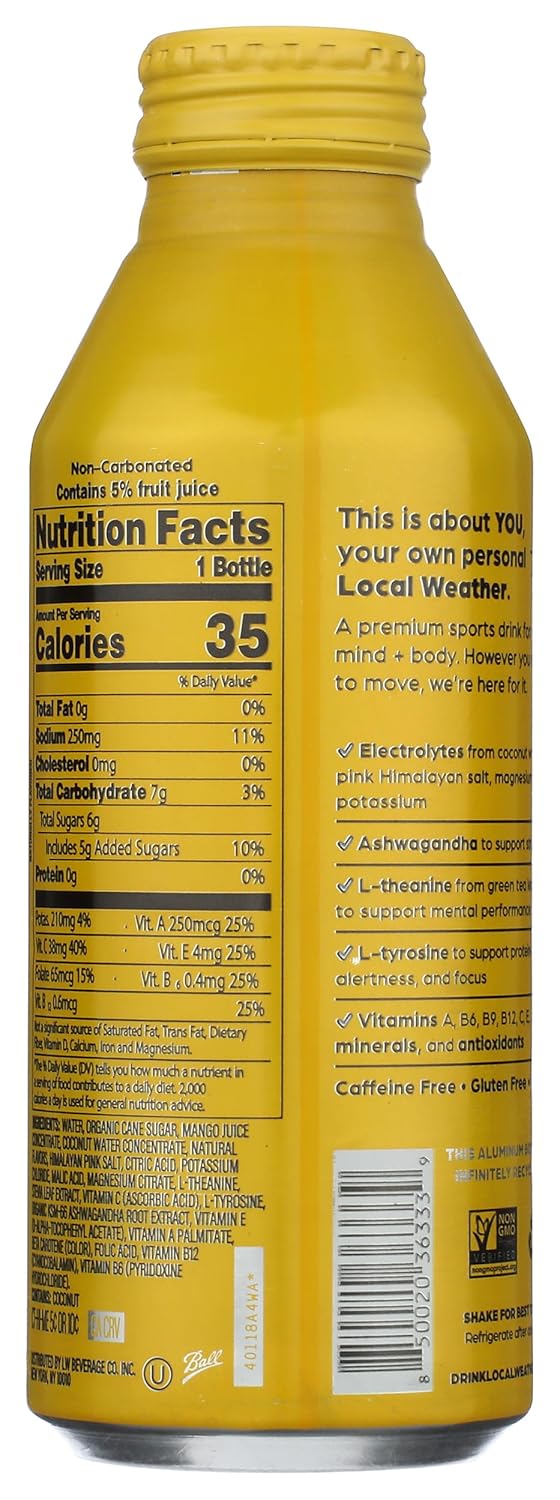 Non-Carbonated
Contains 5% fruit juice
Nutrition Facts
Serving Size 1 Bottle
Amount Per Serving
Calories 35
% Daily Value*
Total Fat 0g 0%
Sodium 250mg 11%
Cholesterol 0mg 0%
Total Carbohydrate 7g 3%
Total Sugars 6g
Includes 5g Added Sugars 10%
Protein 0g 0%
Potas. 210mg 4% · Vit. A 250mcg 25%
Vit. C 38mg 40% · Vit. E 4mg 25%
Folate 65mcg 15% · Vit. B6 0.4mg 25%
Vit. B12 0.6mcg 25%
Not a significant source of Saturated Fat, Trans Fat, Dietary
Fiber, Vitamin D, Calcium, Iron and Magnesium.
*The % Daily Value (DV) tells you how much a nutrient in
a serving of food contributes to a daily diet. 2,000
calories a day is used for general nutrition advice.
INGREDIENTS: WATER, ORGANIC CANE SUGAR, MANGO JUICE
CONCENTRATE, COCONUT WATER CONCENTRATE, NATURAL
FLAVORS, HIMALAYAN PINK SALT, CITRIC ACID, POTASSIUM
CHLORIDE, MALIC ACID, MAGNESIUM CITRATE, L-THEANINE,
STEVIA LEAF EXTRACT, VITAMIN C (ASCORBIC ACID), L-TYROSINE,
ORGANIC KSM-66 ASHWAGANDHA ROOT EXTRACT, VITAMIN E
(D-ALPHA-TOCOPHERYL ACETATE), VITAMIN A PALMITATE,
BETA CAROTENE (COLOR), FOLIC ACID, VITAMIN B12
(CYANOCOBALAMIN), VITAMIN B6 (PYRIDOXINE
HYDROCHLORIDE).
CONTAINS: COCONUT
CT-HI-ME 5¢ OR 10¢ CA CRV
DISTRIBUTED BY LW BEVERAGE CO. INC.
NEW YORK, NY 10010
U
Ball
40118A4WA*
This is about YOU,
your own personal
Local Weather.
A premium sports drink for
mind + body. However you
to move, we're here for it.
✓ Electrolytes from coconut w
pink Himalayan salt, magnesiu
potassium
✓ Ashwagandha to support s
✓ L-theanine from green tea le
to support mental performance
✓ L-tyrosine to support protein
alertness, and focus
✓ Vitamins A, B6, B9, B12, C, E,
minerals, and antioxidants
Caffeine Free • Gluten Free •
THIS ALUMINUM BO
INFINITELY RECYC
8 50020 36333 9
NON
GMO
VERIFIED
nongmoproject.org
SHAKE FOR BEST T
Refrigerate after o
DRINKLOCALWEATH